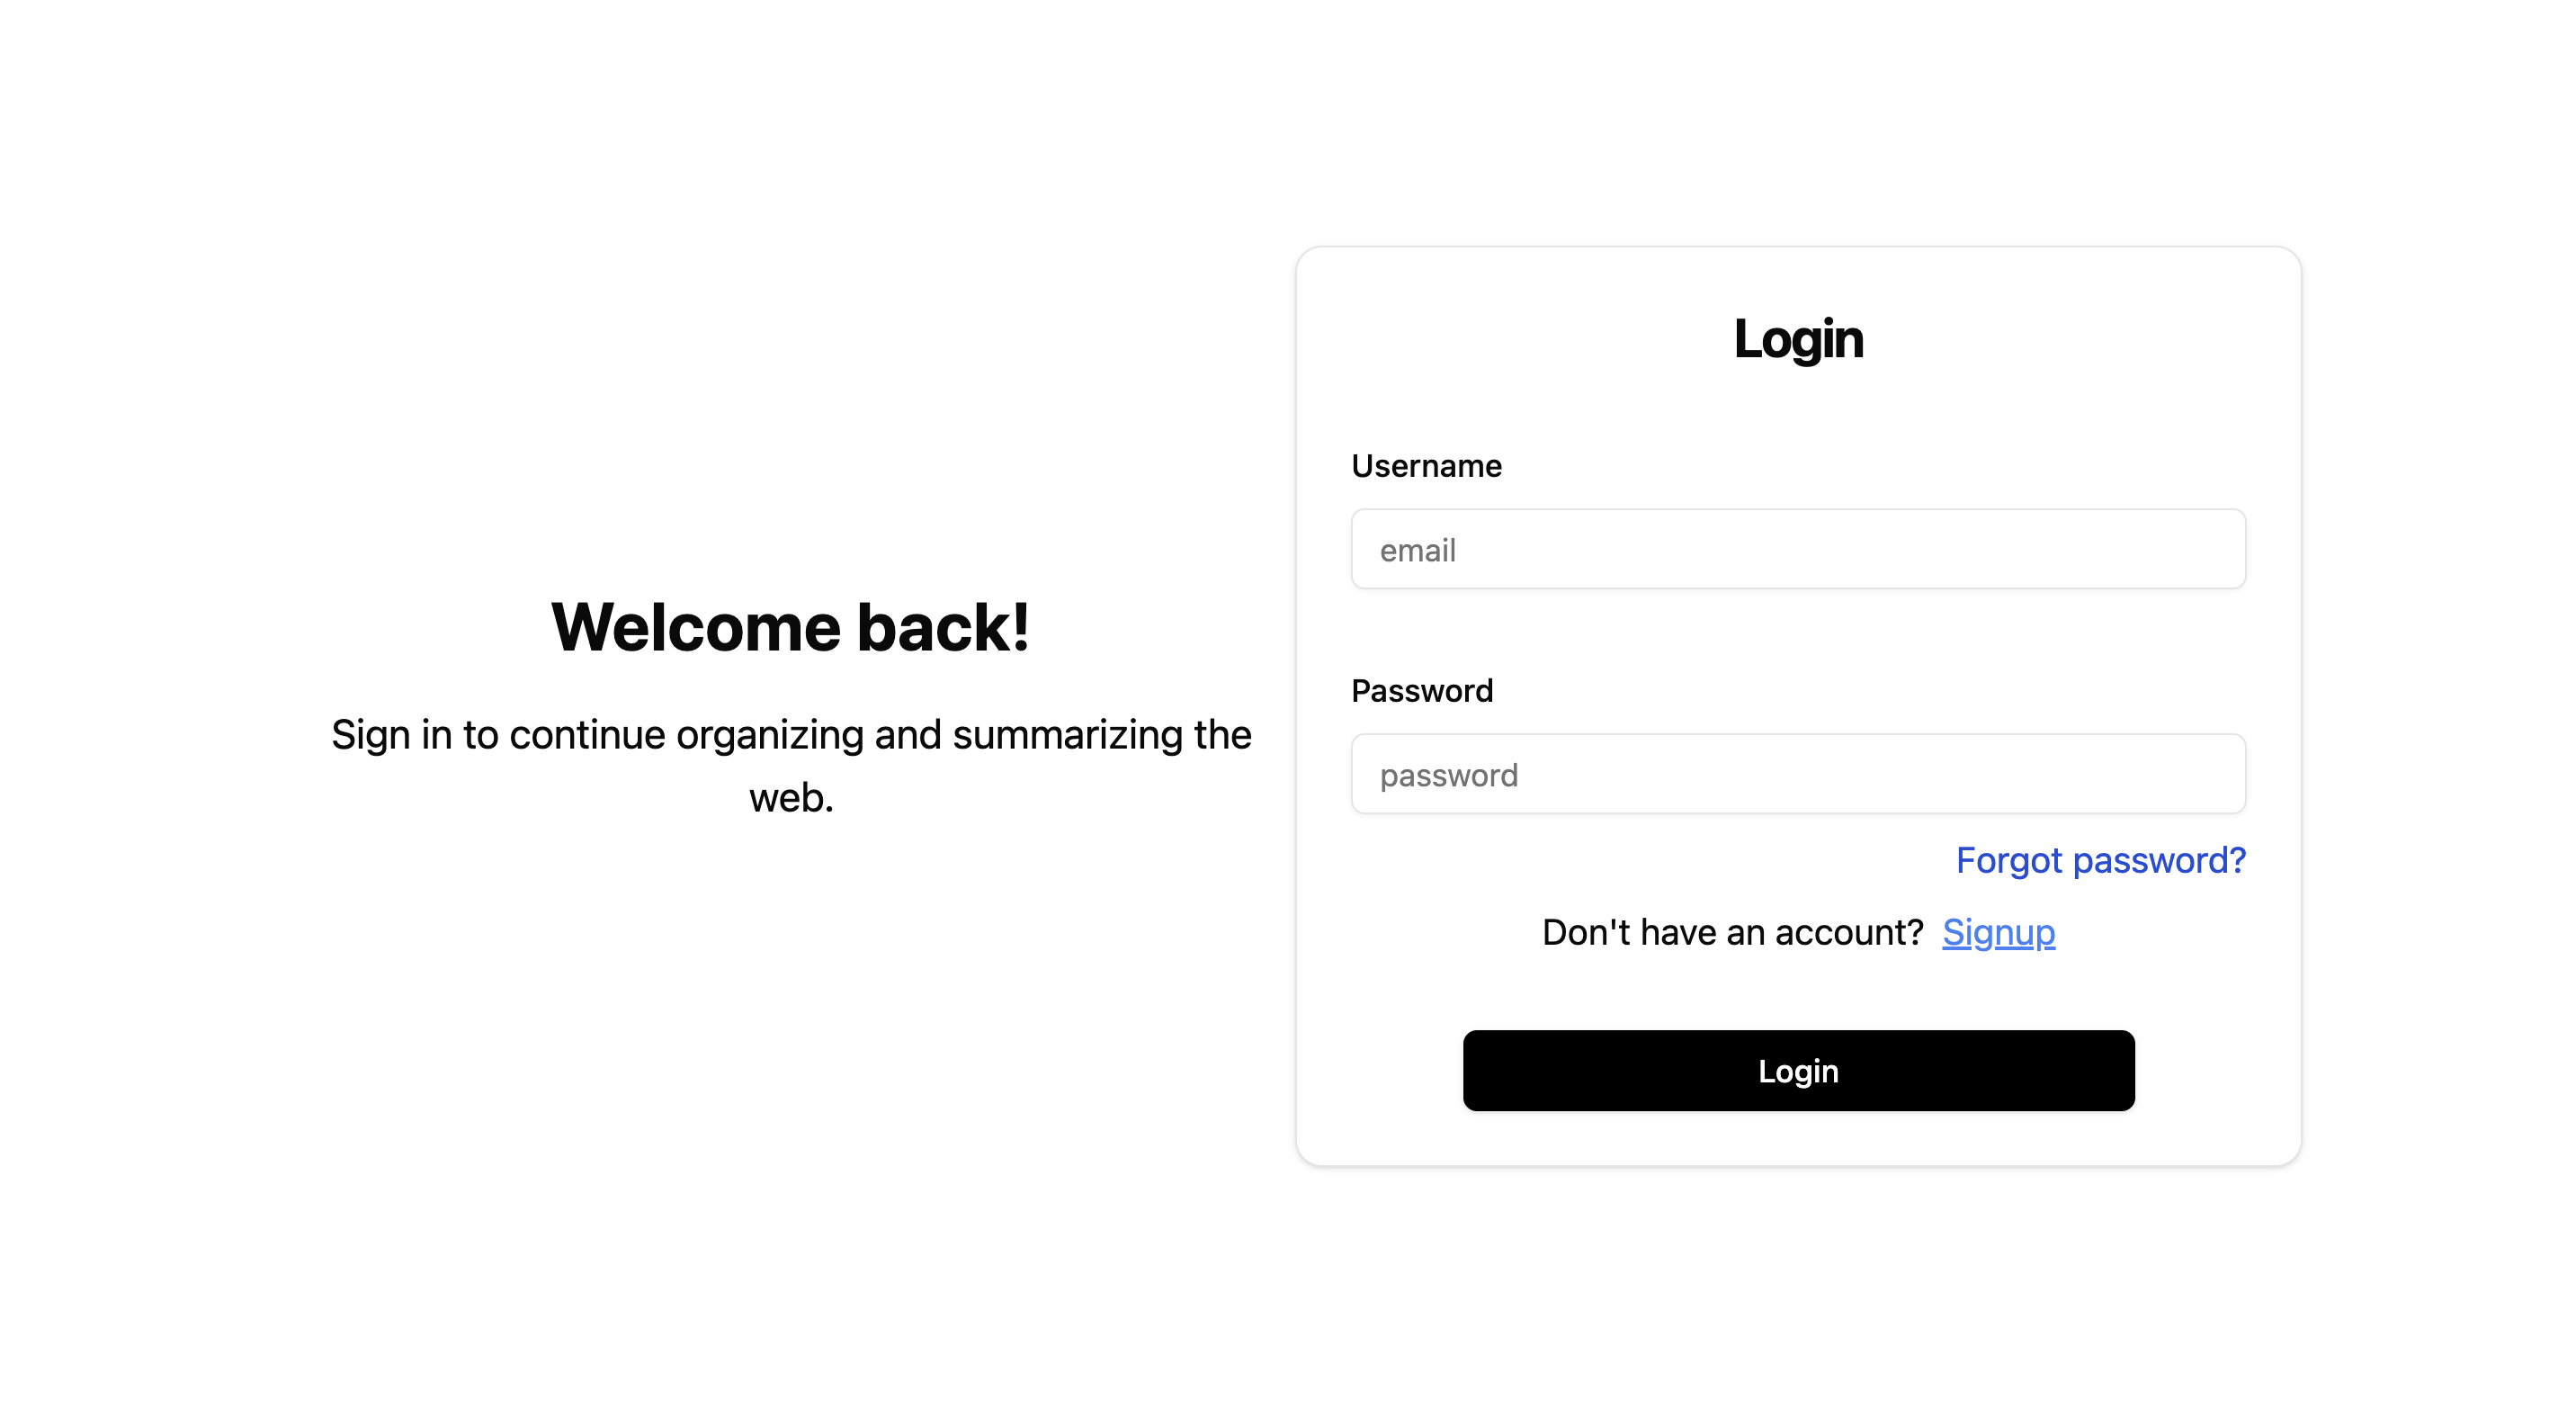 Welcome back!
Sign in to continue organizing and summarizing the
web.
Login
Username
email
Password
password
Forgot password?
Don't have an account? Signup
Login